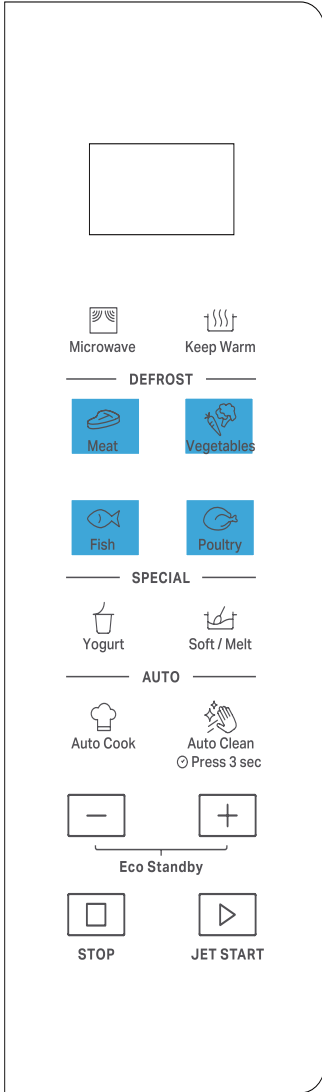 Microwave
Keep Warm
DEFROST
Meat
Vegetables
Fish
Poultry
SPECIAL
Yogurt
Soft / Melt
AUTO
Auto Cook
Auto Clean
Press 3 sec
Eco Standby
STOP
JET START